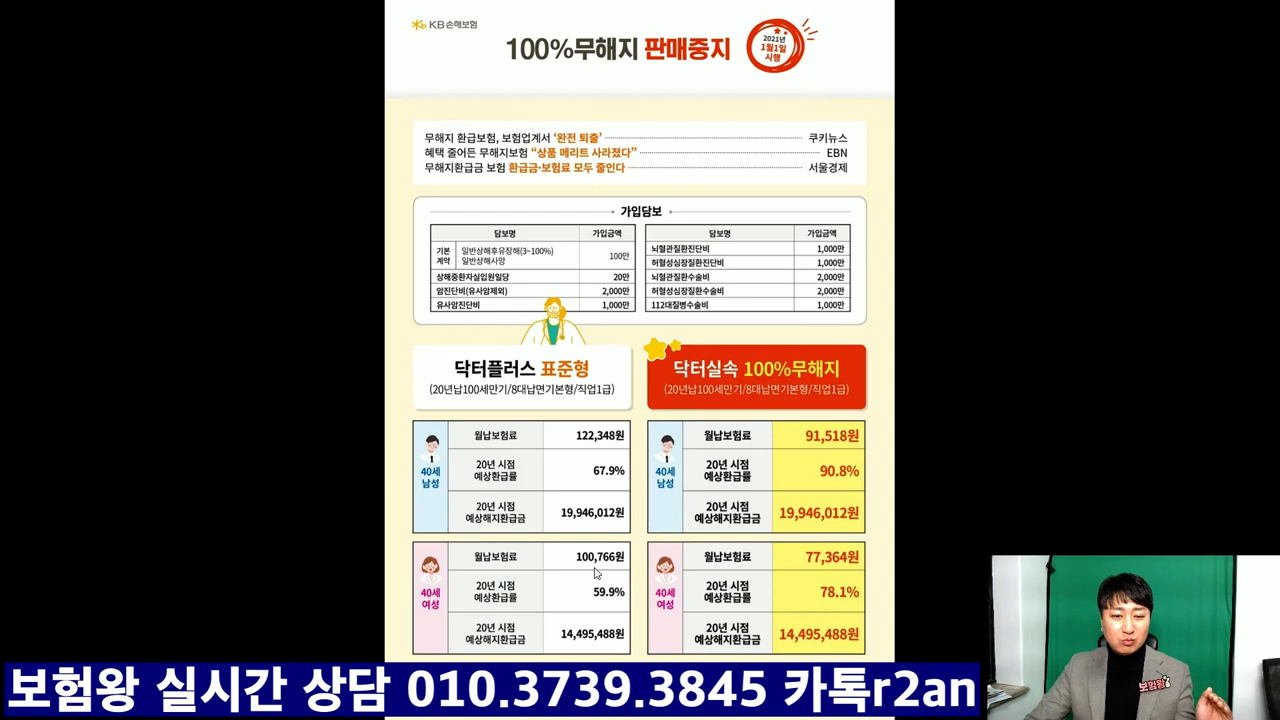 KB손해보험
100%무해지 판매중지
2021년
1월1일
시행
무해지 환급보험, 보험업계서 '완전 퇴출' 쿠키뉴스
혜택 줄어든 무해지보험 "상품 메리트 사라졌다" EBN
무해지환급금 보험 환급금·보험료 모두 줄인다 서울경제
가입담보
담보명 가입금액
기본계약 일반상해후유장해(3~100%) 일반상해사망 100만
상해중환자실입원일당 20만
암진단비(유사암제외) 2,000만
유사암진단비 1,000만
담보명 가입금액
뇌혈관질환진단비 1,000만
허혈성심장질환진단비 1,000만
뇌혈관질환수술비 2,000만
허혈성심장질환수술비 2,000만
112대질병수술비 1,000만
닥터플러스 표준형
(20년납100세만기/8대납면기본형/직업1급)
40세 남성
월납보험료 122,348원
20년 시점 예상환급률 67.9%
20년 시점 예상해지환급금 19,946,012원
40세 여성
월납보험료 100,766원
20년 시점 예상환급률 59.9%
20년 시점 예상해지환급금 14,495,488원
닥터실속 100%무해지
(20년납100세만기/8대납면기본형/직업1급)
40세 남성
월납보험료 91,518원
20년 시점 예상환급률 90.8%
20년 시점 예상해지환급금 19,946,012원
40세 여성
월납보험료 77,364원
20년 시점 예상환급률 78.1%
20년 시점 예상해지환급금 14,495,488원
보험왕
보험왕 실시간 상담 010.3739.3845 카톡r2an